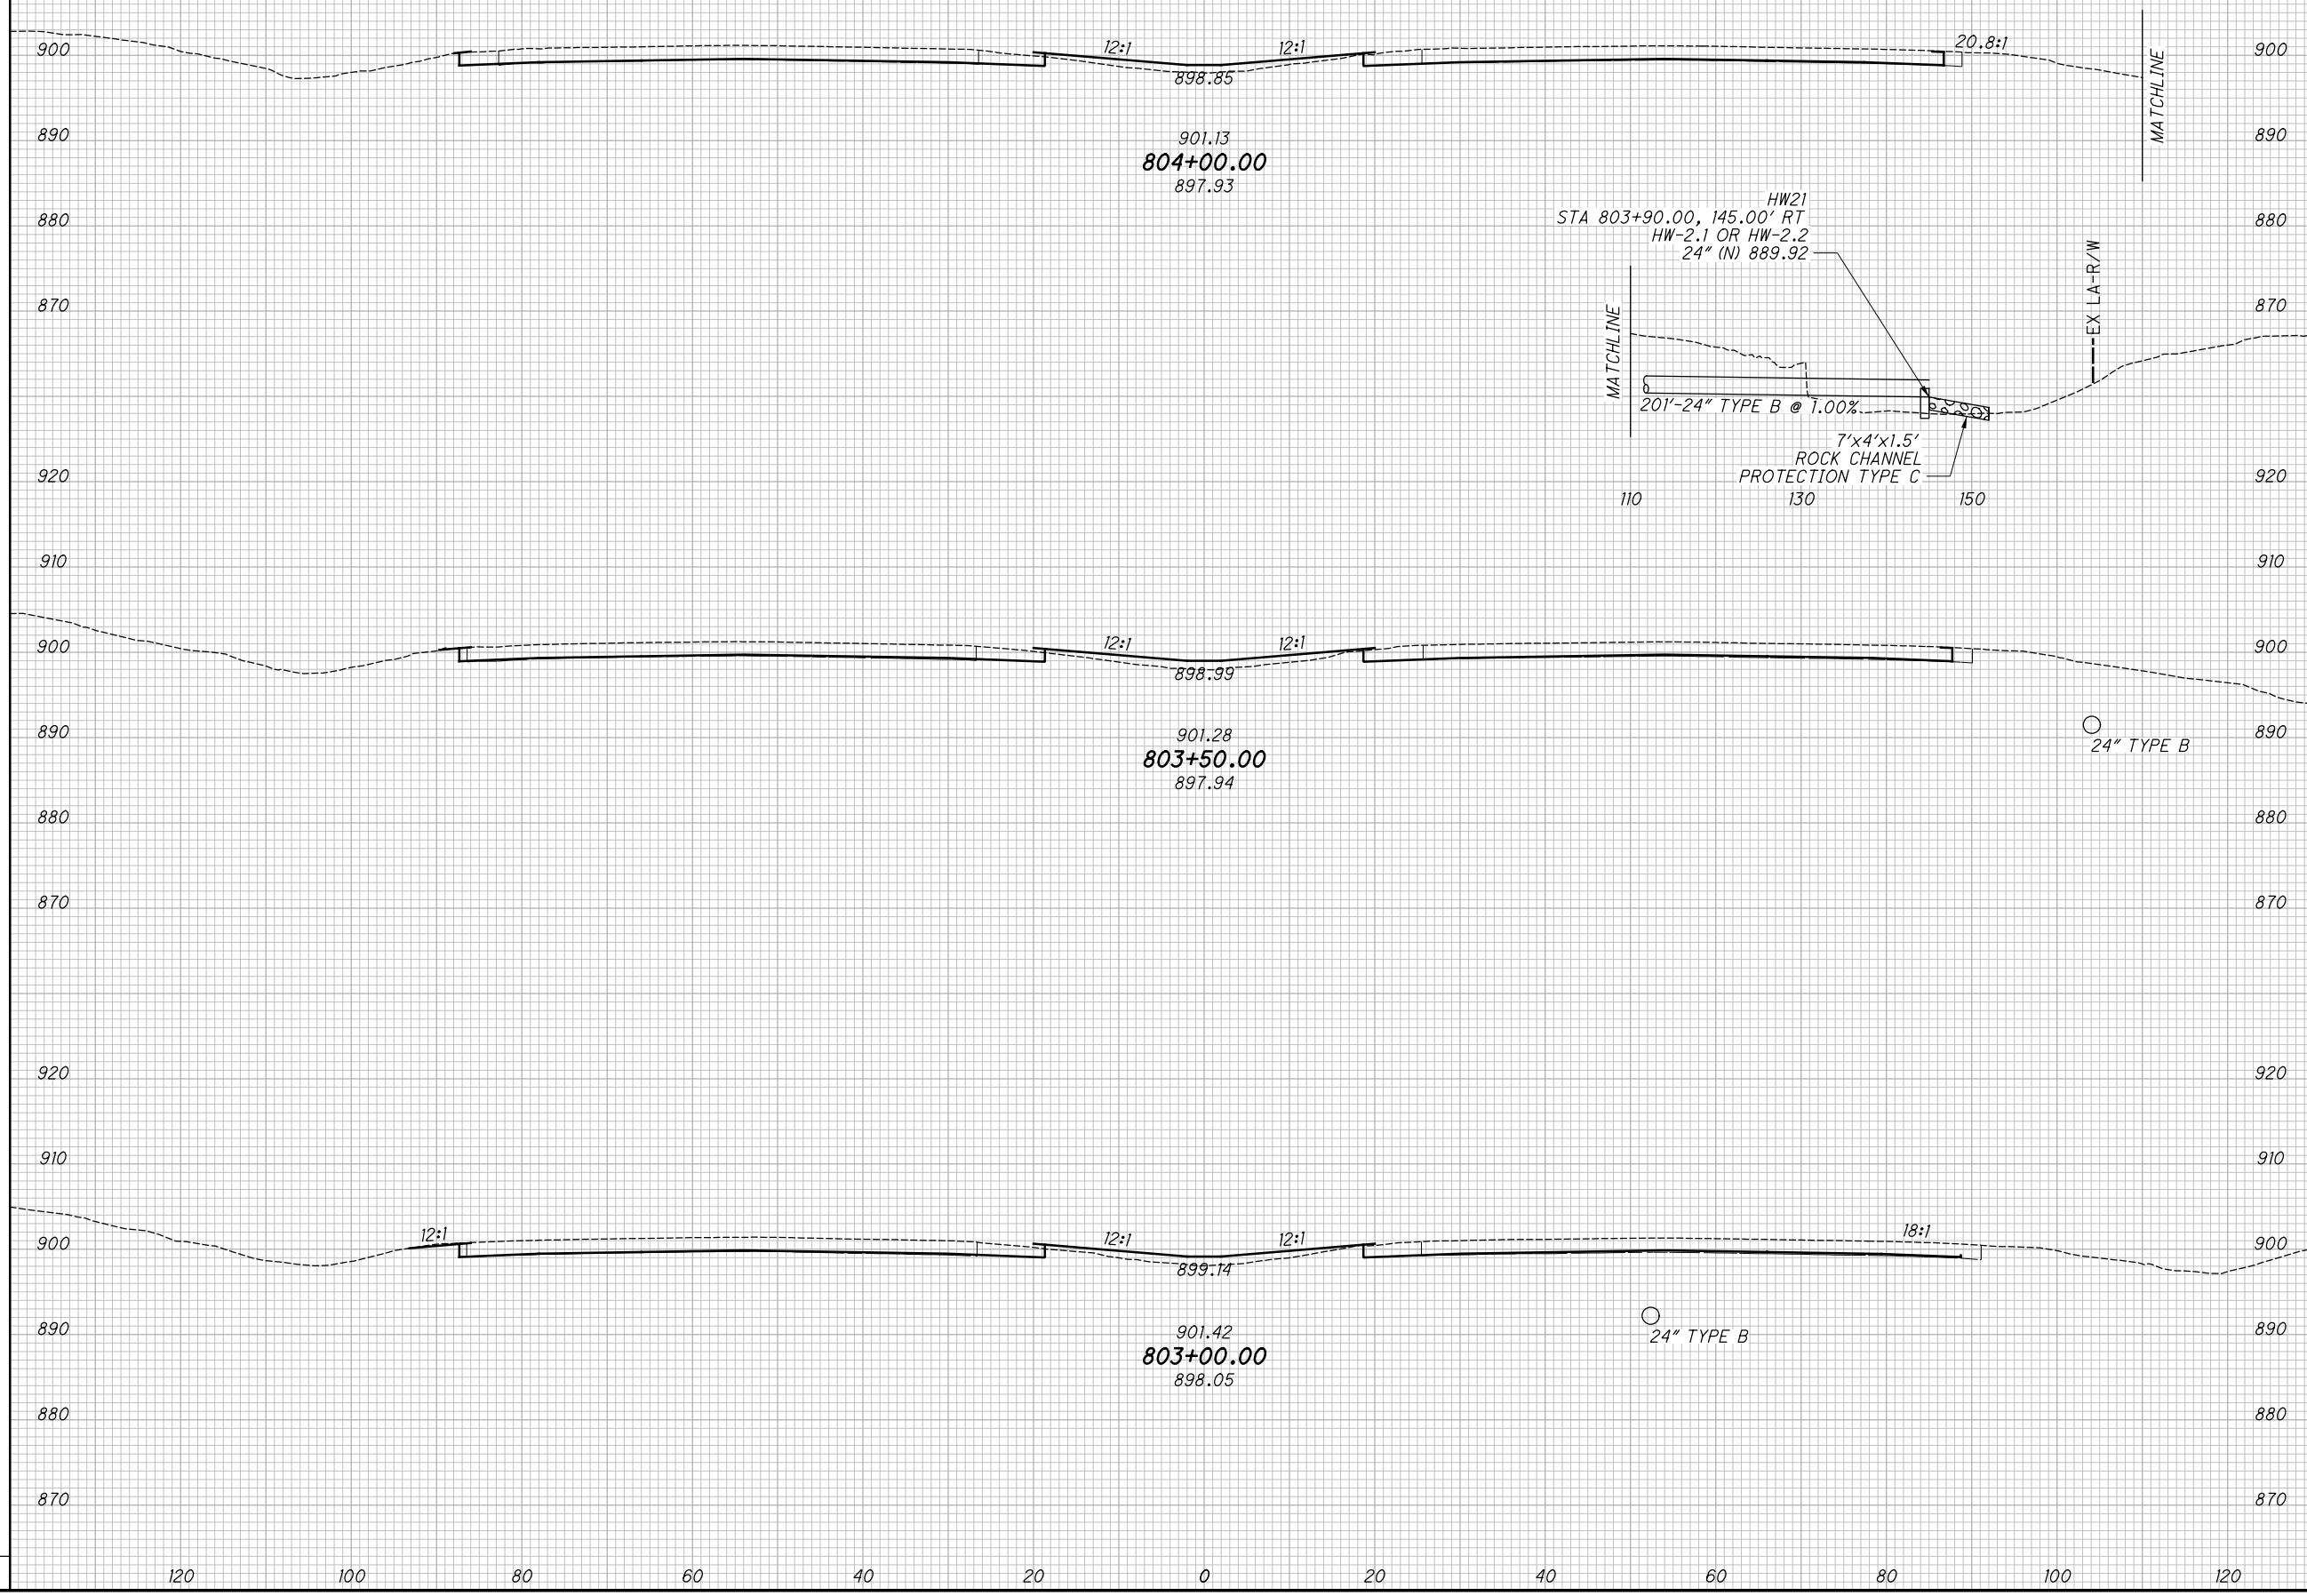 900 12:1 12:1 20.8:1 900
898.85
MATCHLINE
890 901.13 890
804+00.00
897.93
880 880
HW21
STA 803+90.00, 145.00' RT
HW-2.1 OR HW-2.2
24" (N) 889.92
EX LA-R/W
870 870
MATCHLINE
201'-24" TYPE B @ 1.00%
7'x4'x1.5'
ROCK CHANNEL
PROTECTION TYPE C
920 920
110 130 150
910 910
900 12:1 12:1 900
898.99
890 901.28 890
24" TYPE B
803+50.00
897.94
880 880
870 870
920 920
910 910
900 12:1 12:1 12:1 18:1 900
899.14
890 901.42 890
24" TYPE B
803+00.00
898.05
880 880
870 870
120 100 80 60 40 20 0 20 40 60 80 100 120